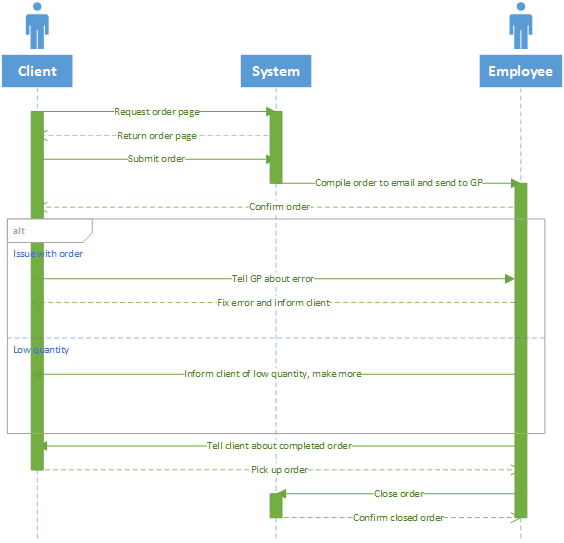 Client
System
Employee
Request order page
Return order page
Submit order
Compile order to email and send to GP
Confirm order
alt
Issue with order
Tell GP about error
Fix error and inform client
Low quantity
Inform client of low quantity, make more
Tell client about completed order
Pick up order
Close order
Confirm closed order